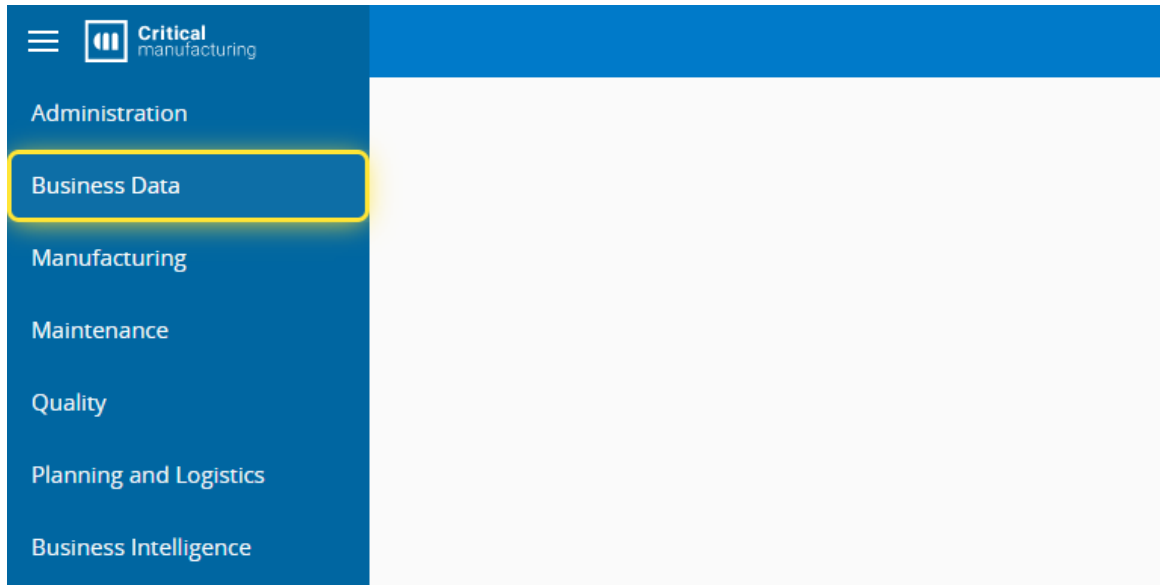 Critical
manufacturing
Administration
Business Data
Manufacturing
Maintenance
Quality
Planning and Logistics
Business Intelligence